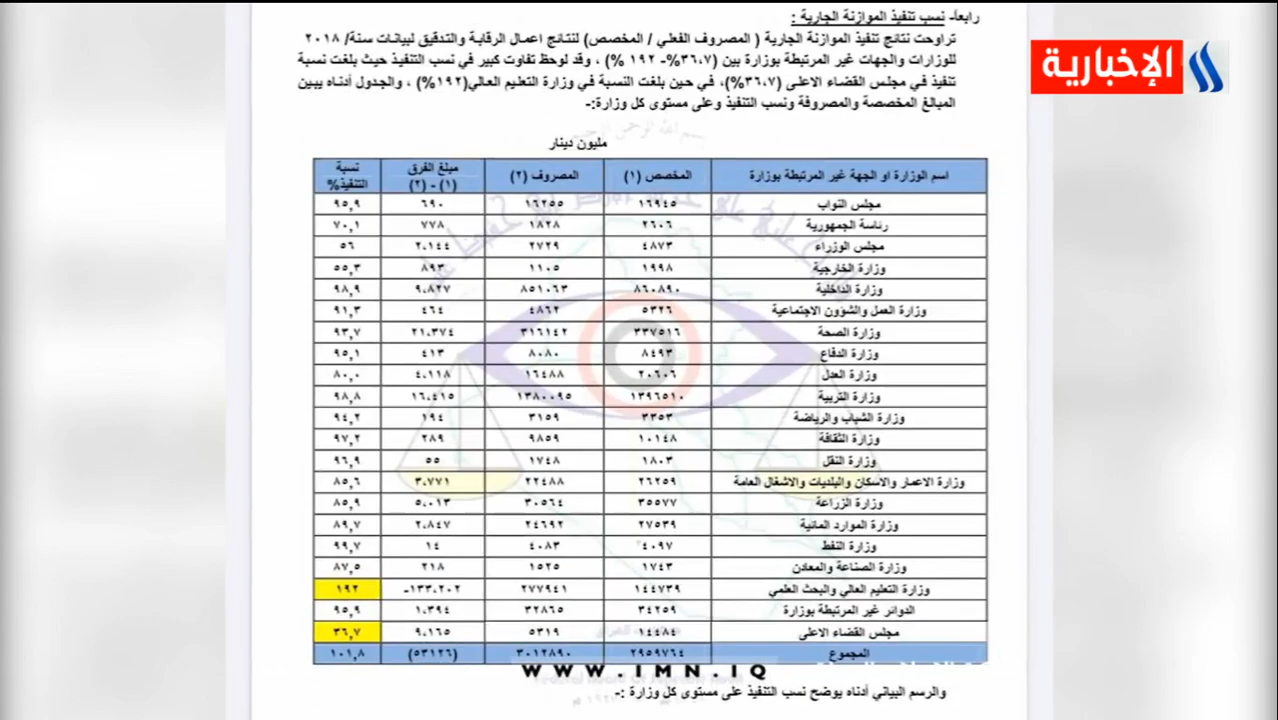 رابعاً- نسب تنفيذ الموازنة الجارية :
تراوحت نتائج تنفيذ الموازنة الجارية ( المصروف الفعلي / المخصص) لنتائج اعمال الرقابة والتدقيق لبيانات سنة/ ٢٠١٨
للوزارات والجهات غير المرتبطة بوزارة بين (٣٦,٧%- ١٩٢ %) ، وقد لوحظ تفاوت كبير في نسب التنفيذ حيث بلغت نسبة
تنفيذ في مجلس القضاء الاعلى (٣٦,٧%)، في حين بلغت النسبة في وزارة التعليم العالي(١٩٢%) ، والجدول أدناه يبين
المبالغ المخصصة والمصروفة ونسب التنفيذ وعلى مستوى كل وزارة:-
الإخبارية
مليون دينار
اسم الوزارة او الجهة غير المرتبطة بوزارة المخصص (١) المصروف (٢) مبلغ الفرق (١) - (٢) نسبة التنفيذ%
مجلس النواب ١٦٩٤٥ ١٦٢٥٥ ٦٩٠ ٩٥,٩
رئاسة الجمهورية ٢٦٠٦ ١٨٢٨ ٧٧٨ ٧٠,١
مجلس الوزراء ٤٨٧٣ ٢٧٢٩ ٢،١٤٤ ٥٦
وزارة الخارجية ١٩٩٨ ١١٠٥ ٨٩٣ ٥٥,٣
وزارة الداخلية ٨٦٠٨٩٠ ٨٥١٠٦٣ ٩،٨٢٧ ٩٨,٩
وزارة العمل والشؤون الاجتماعية ٥٣٢٦ ٤٨٦٢ ٤٦٤ ٩١,٣
وزارة الصحة ٣٣٧٥١٦ ٣١٦١٤٢ ٢١،٣٧٤ ٩٣,٧
وزارة الدفاع ٨٤٩٣ ٨٠٨٠ ٤١٣ ٩٥,١
وزارة العدل ٢٠٦٠٦ ١٦٤٨٨ ٤،١١٨ ٨٠,٠
وزارة التربية ١٣٩٦٥١٠ ١٣٨٠٠٩٥ ١٦،٤١٥ ٩٨,٨
وزارة الشباب والرياضة ٣٣٥٣ ٣١٥٩ ١٩٤ ٩٤,٢
وزارة الثقافة ١٠١٤٨ ٩٨٥٩ ٢٨٩ ٩٧,٢
وزارة النقل ١٨٠٣ ١٧٤٨ ٥٥ ٩٦,٩
وزارة الاعمار والاسكان والبلديات والاشغال العامة ٢٦٢٥٩ ٢٢٤٨٨ ٣،٧٧١ ٨٥,٦
وزارة الزراعة ٣٥٥٧٧ ٣٠٥٦٤ ٥،٠١٣ ٨٥,٩
وزارة الموارد المائية ٢٧٥٣٩ ٢٤٦٩٢ ٢،٨٤٧ ٨٩,٧
وزارة النفط ٤٠٩٧ ٤٠٨٣ ١٤ ٩٩,٧
وزارة الصناعة والمعادن ١٧٤٣ ١٥٢٥ ٢١٨ ٨٧,٥
وزارة التعليم العالي والبحث العلمي ١٤٤٧٣٩ ٢٧٧٩٤١ ١٣٣،٢٠٢- ١٩٢
الدوائر غير المرتبطة بوزارة ٣٤٢٥٩ ٣٢٨٦٥ ١،٣٩٤ ٩٥,٩
مجلس القضاء الاعلى ١٤٤٨٤ ٥٣١٩ ٩،١٦٥ ٣٦,٧
المجموع ٢٩٥٩٧٦٤ ٣٠١٢٨٩٠ (٥٣١٢٦) ١٠١,٨
WWW.IMN.IQ
والرسم البياني أدناه يوضح نسب التنفيذ على مستوى كل وزارة :-